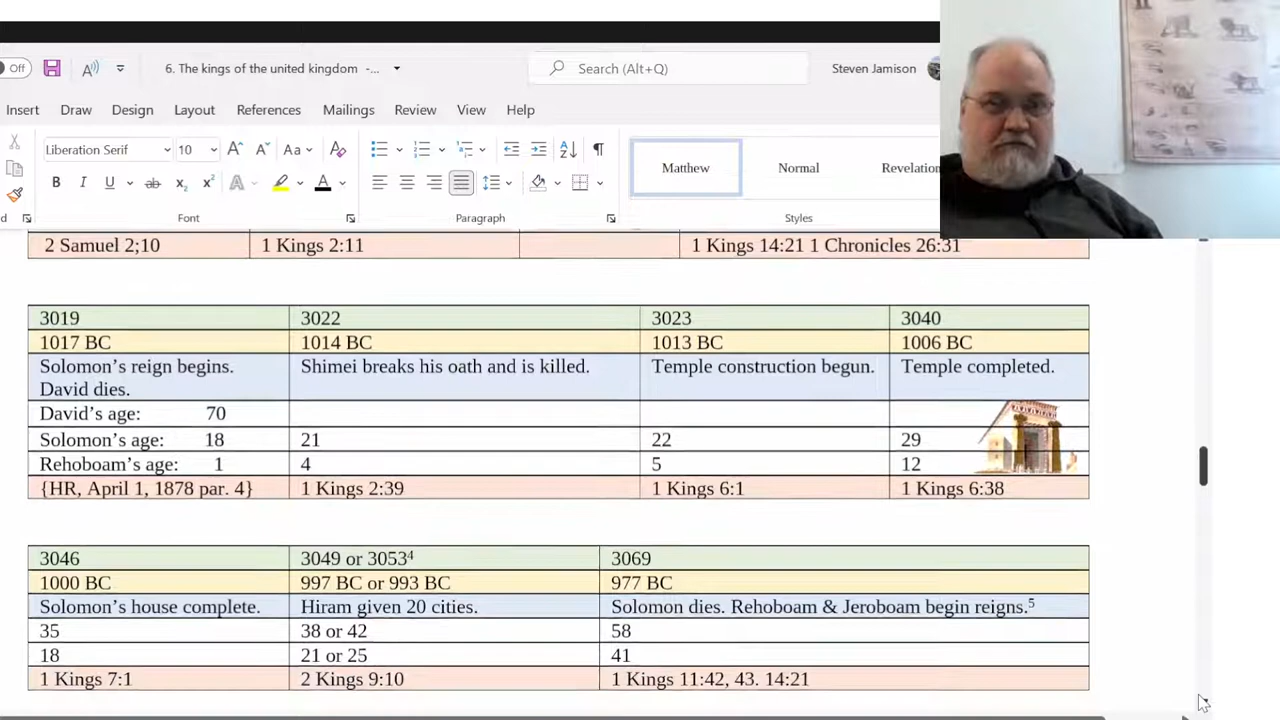 Off 6. The kings of the united kingdom -... Search (Alt+Q) Steven Jamison
Insert Draw Design Layout References Mailings Review View Help
Liberation Serif 10 Aa Matthew Normal Revelation
B I U ab x₂ x² A A
d Font Paragraph Styles
2 Samuel 2;10 1 Kings 2:11 1 Kings 14:21 1 Chronicles 26:31
3019 3022 3023 3040
1017 BC 1014 BC 1013 BC 1006 BC
Solomon’s reign begins. Shimei breaks his oath and is killed. Temple construction begun. Temple completed.
David dies.
David’s age: 70
Solomon’s age: 18 21 22 29
Rehoboam’s age: 1 4 5 12
{HR, April 1, 1878 par. 4} 1 Kings 2:39 1 Kings 6:1 1 Kings 6:38
3046 3049 or 3053⁴ 3069
1000 BC 997 BC or 993 BC 977 BC
Solomon’s house complete. Hiram given 20 cities. Solomon dies. Rehoboam & Jeroboam begin reigns.⁵
35 38 or 42 58
18 21 or 25 41
1 Kings 7:1 2 Kings 9:10 1 Kings 11:42, 43. 14:21